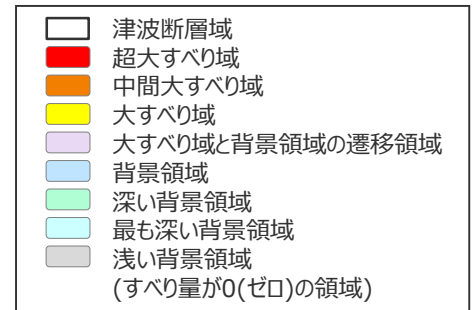 津波断層域
超大すべり域
中間大すべり域
大すべり域
大すべり域と背景領域の遷移領域
背景領域
深い背景領域
最も深い背景領域
浅い背景領域
(すべり量が0(ゼロ)の領域)